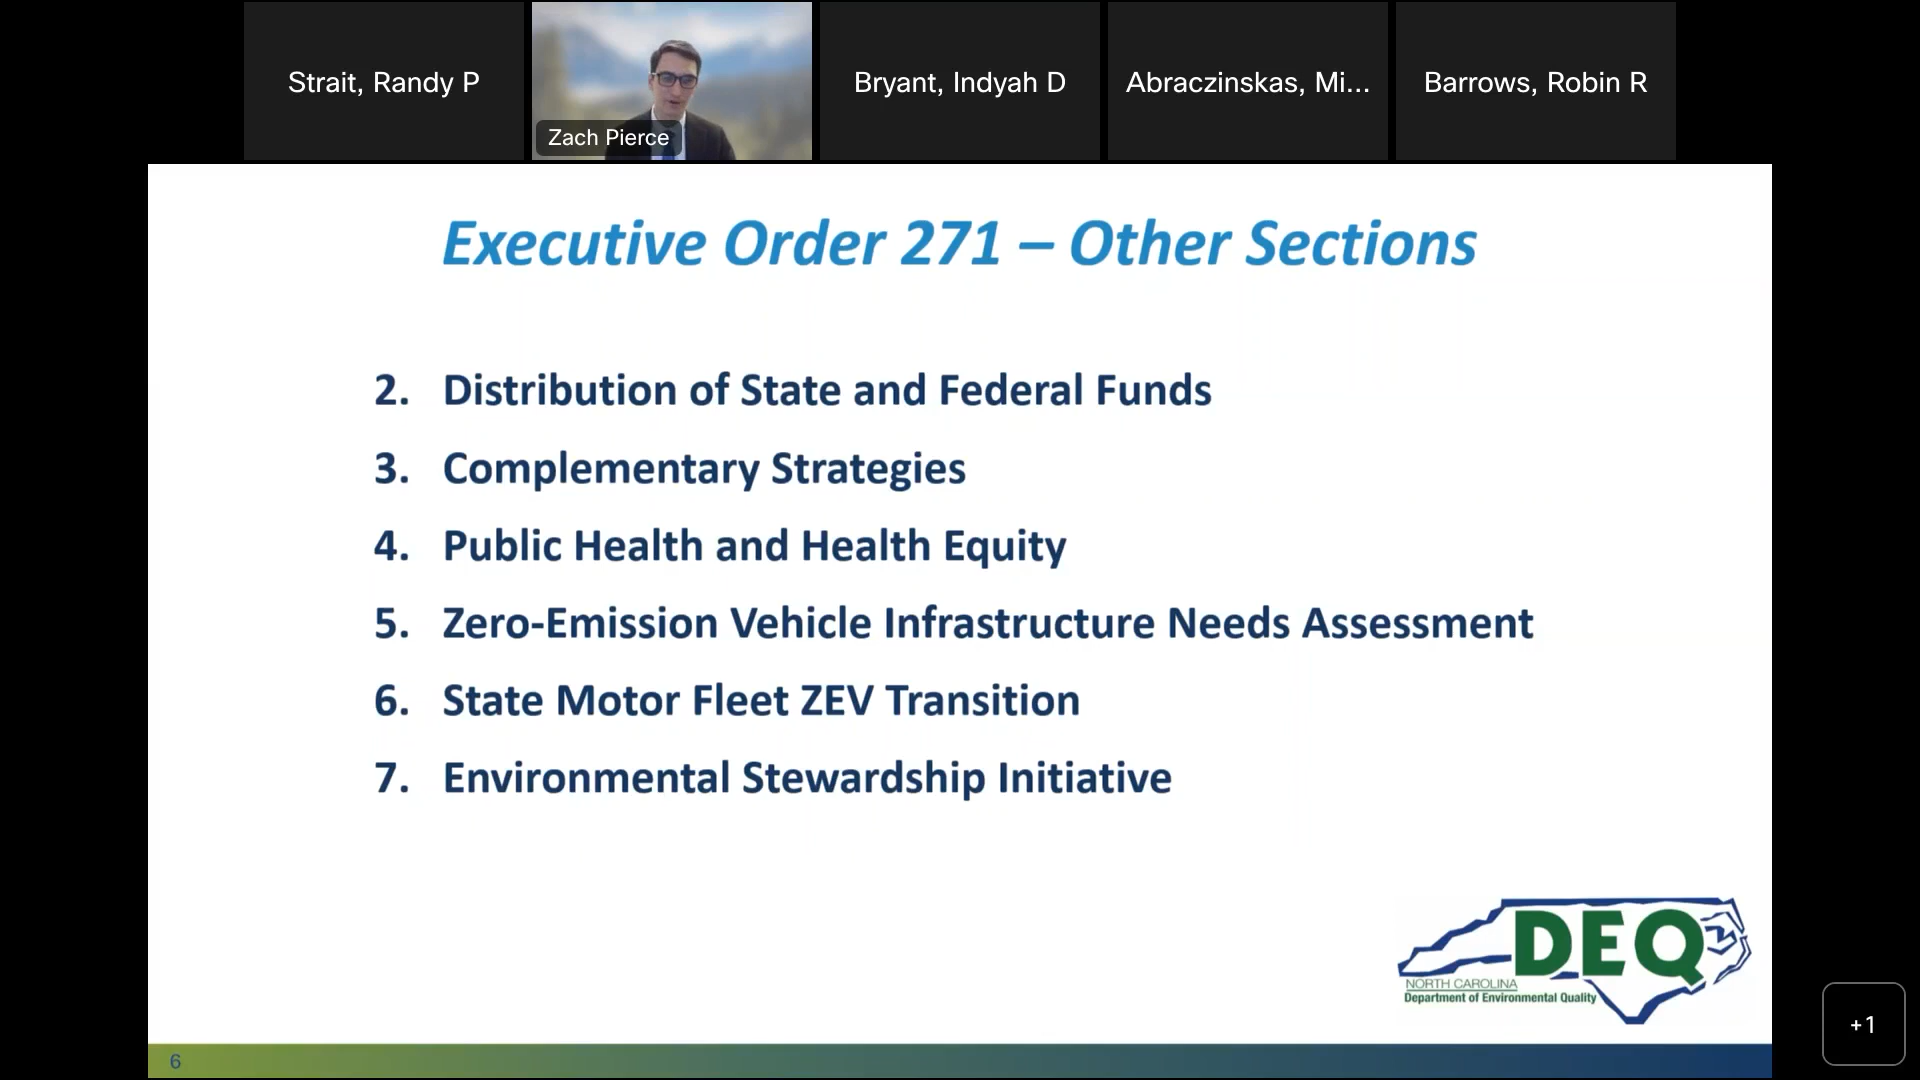 Strait, Randy P
Zach Pierce
Bryant, Indyah D
Abraczinskas, Mi...
Barrows, Robin R
Executive Order 271 – Other Sections
2. Distribution of State and Federal Funds
3. Complementary Strategies
4. Public Health and Health Equity
5. Zero-Emission Vehicle Infrastructure Needs Assessment
6. State Motor Fleet ZEV Transition
7. Environmental Stewardship Initiative
DEQ
NORTH CAROLINA
Department of Environmental Quality
+1
6